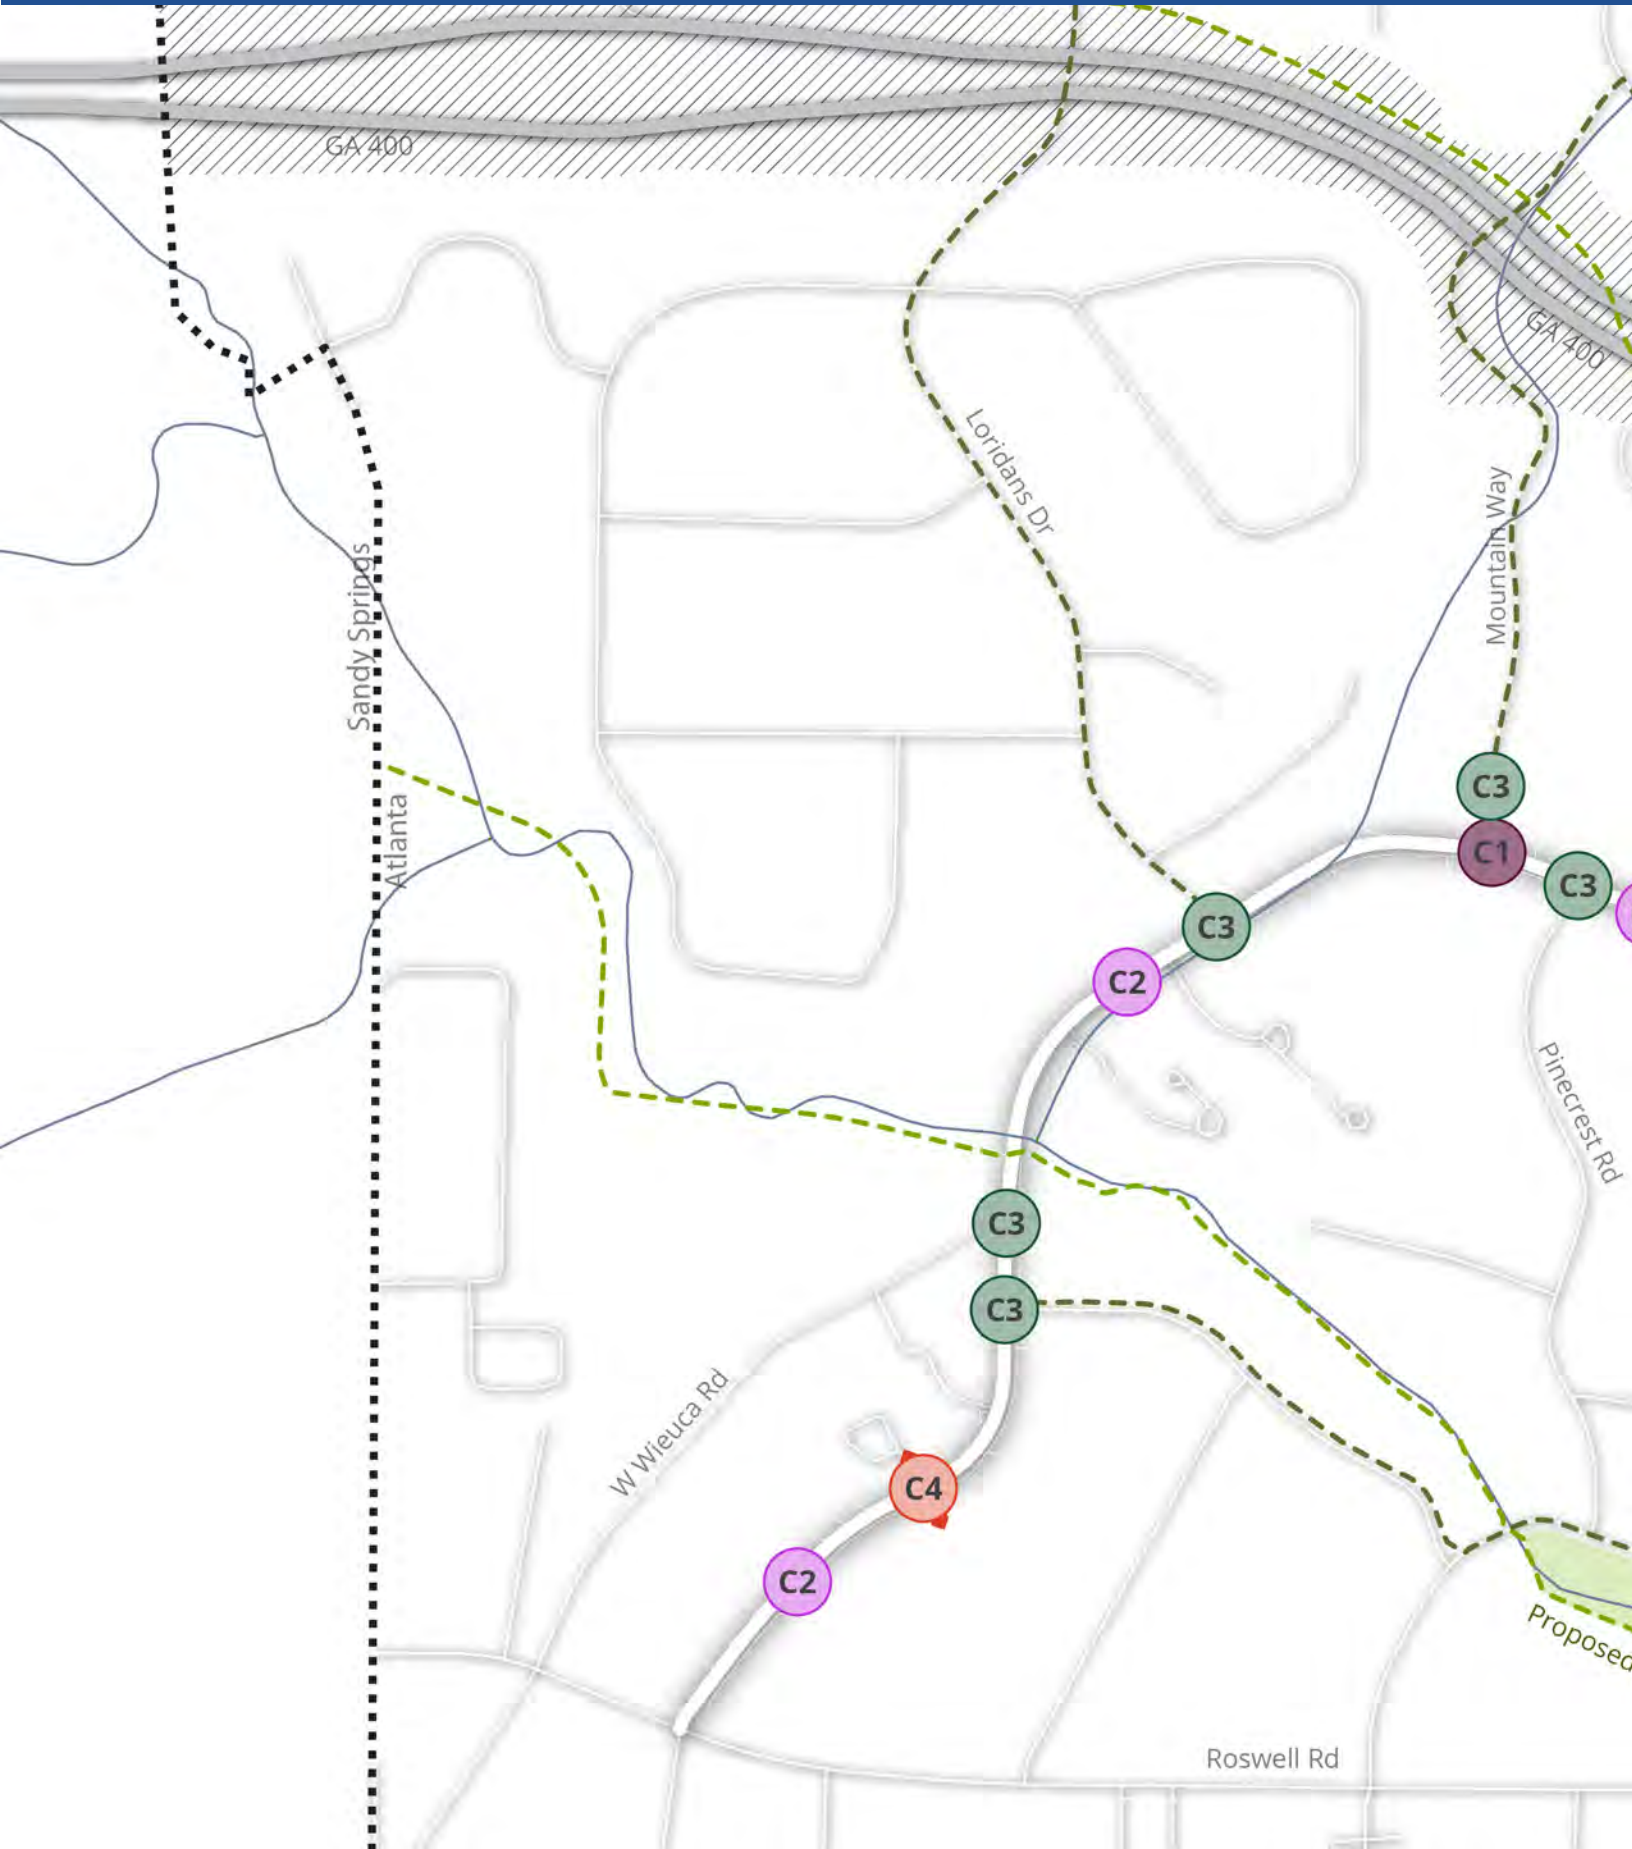 GA 400
GA 400
Loridans Dr
Mountain Way
Sandy Springs
Atlanta
C3
C1
C3
C3
C2
Pinecrest Rd
C3
C3
W Wieuca Rd
C4
C2
Proposed
Roswell Rd